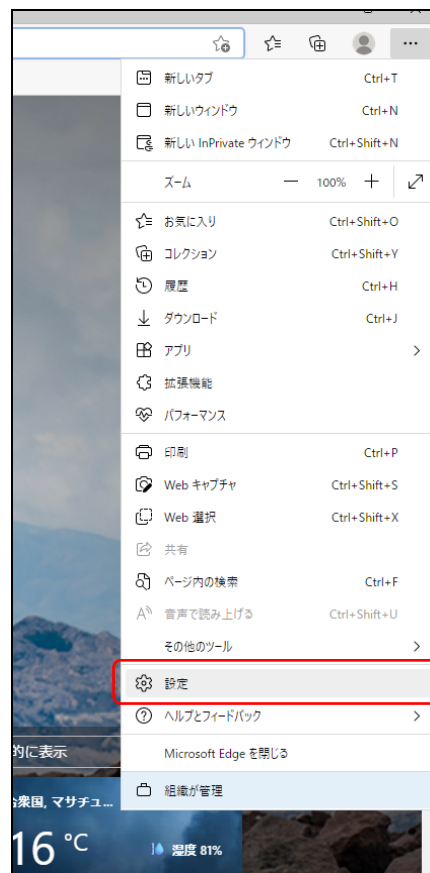 新しいタブ Ctrl+T
新しいウィンドウ Ctrl+N
新しい InPrivate ウィンドウ Ctrl+Shift+N
ズーム 100%
お気に入り Ctrl+Shift+O
コレクション Ctrl+Shift+Y
履歴 Ctrl+H
ダウンロード Ctrl+J
アプリ
拡張機能
パフォーマンス
印刷 Ctrl+P
Web キャプチャ Ctrl+Shift+S
Web 選択 Ctrl+Shift+X
共有
ページ内の検索 Ctrl+F
音声で読み上げる Ctrl+Shift+U
その他のツール
設定
ヘルプとフィードバック
Microsoft Edge を閉じる
組織が管理
的に表示
衆国, マサチュ...
16 °C
湿度 81%